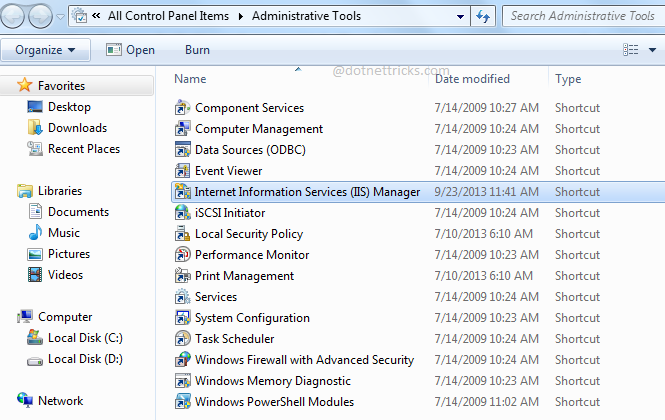 « All Control Panel Items ▸ Administrative Tools
Search Administrative Tools
Organize
Open
Burn
@dotnettricks.com
Name Date modified Type
Favorites
Desktop
Downloads
Recent Places
Libraries
Documents
Music
Pictures
Videos
Computer
Local Disk (C:)
Local Disk (D:)
Network
Component Services 7/14/2009 10:27 AM Shortcut
Computer Management 7/14/2009 10:24 AM Shortcut
Data Sources (ODBC) 7/14/2009 10:23 AM Shortcut
Event Viewer 7/14/2009 10:24 AM Shortcut
Internet Information Services (IIS) Manager 9/23/2013 11:41 AM Shortcut
iSCSI Initiator 7/14/2009 10:24 AM Shortcut
Local Security Policy 7/10/2013 6:10 AM Shortcut
Performance Monitor 7/14/2009 10:23 AM Shortcut
Print Management 7/10/2013 6:10 AM Shortcut
Services 7/14/2009 10:24 AM Shortcut
System Configuration 7/14/2009 10:23 AM Shortcut
Task Scheduler 7/14/2009 10:24 AM Shortcut
Windows Firewall with Advanced Security 7/14/2009 10:24 AM Shortcut
Windows Memory Diagnostic 7/14/2009 10:23 AM Shortcut
Windows PowerShell Modules 7/14/2009 11:02 AM Shortcut